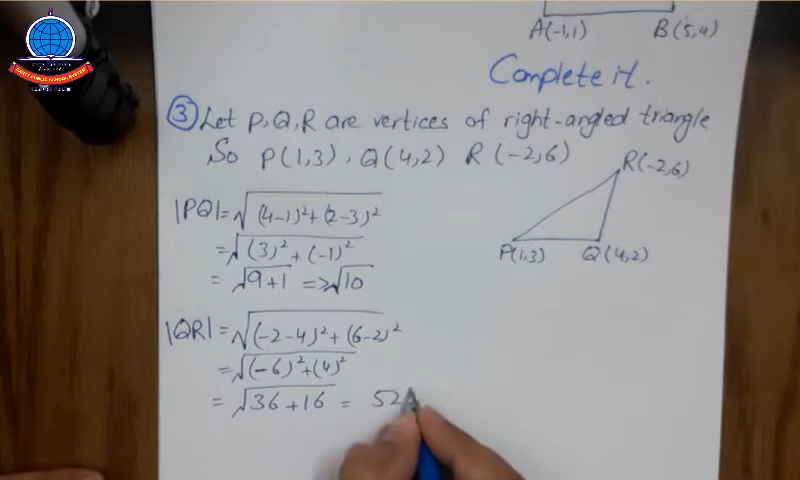 A(-1,1) B(5,4)
Complete it.
③ Let P,Q,R are vertices of right-angled triangle
So P(1,3), Q(4,2) R(-2,6)
R(-2,6)
P(1,3) Q(4,2)
|PQ| = √(4-1)²+(2-3)²
= √(3)²+(-1)²
= √9+1 => √10
|QR| = √(-2-4)²+(6-2)²
= √(-6)²+(4)²
= √36+16 = 52